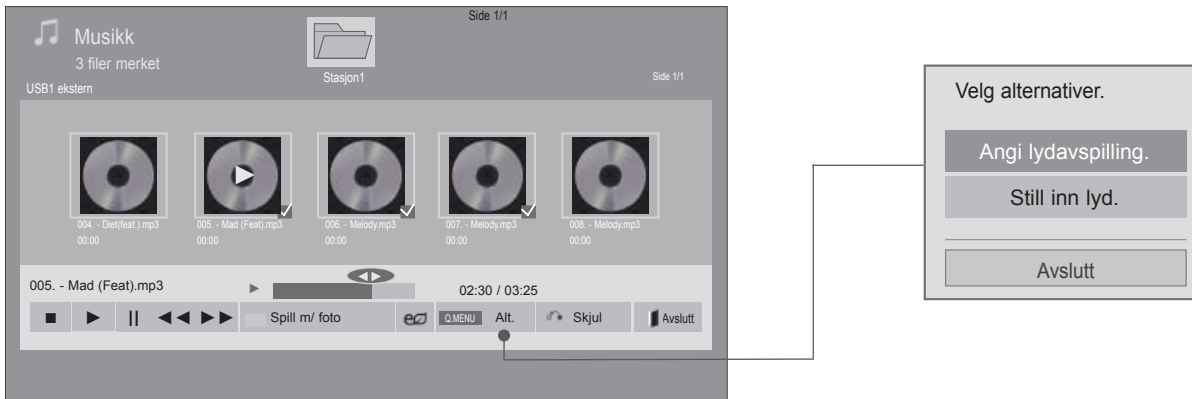 Side 1/1
Musikk
3 filer merket
Stasjon1
Side 1/1
USB1 ekstern
004. - Diet(feat.).mp3
00:00
005. - Mad (Feat).mp3
00:00
006. - Melody.mp3
00:00
007. - Melody.mp3
00:00
008. - Melody.mp3
00:00
005. - Mad (Feat).mp3
02:30 / 03:25
Spill m/ foto
Q.MENU Alt.
Skjul
Avslutt
Velg alternativer.
Angi lydavspilling.
Still inn lyd.
Avslutt